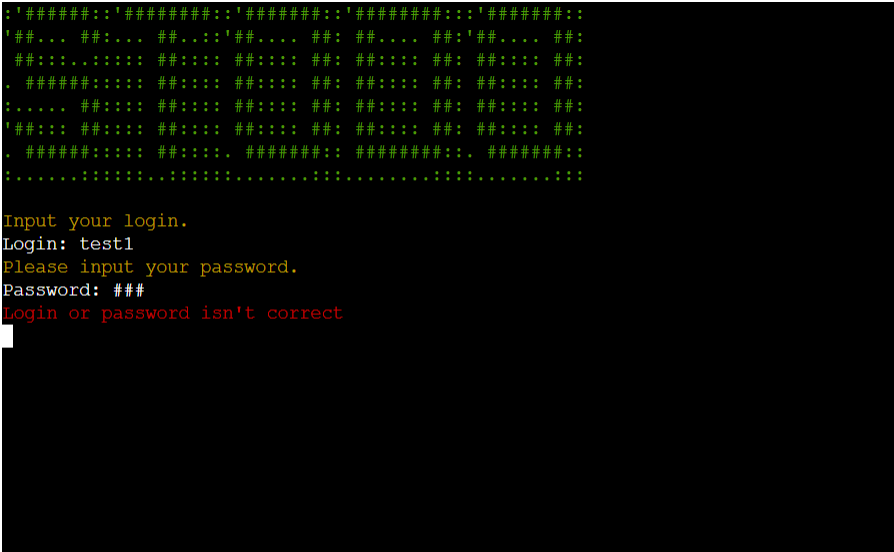 :'######::'########::'#######::'########:::'#######::
'##... ##:... ##..::'##.... ##: ##.... ##:'##.... ##:
 ##:::..::::: ##:::: ##:::: ##: ##:::: ##: ##:::: ##:
. ######::::: ##:::: ##:::: ##: ##:::: ##: ##:::: ##:
:..... ##:::: ##:::: ##:::: ##: ##:::: ##: ##:::: ##:
'##::: ##:::: ##:::: ##:::: ##: ##:::: ##: ##:::: ##:
. ######::::: ##::::. #######:: ########::. #######::
:......::::::..::::::.......:::........::::.......:::
Input your login.
Login: test1
Please input your password.
Password: ###
Login or password isn't correct